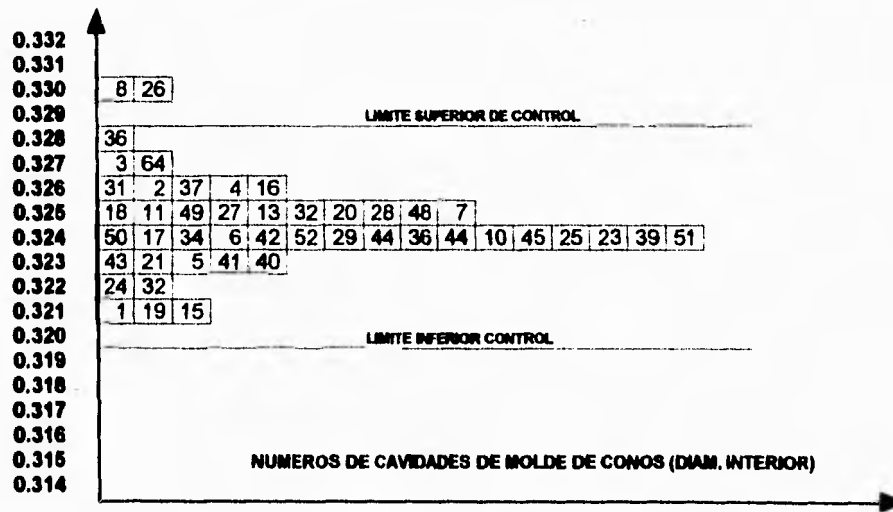 0.332
0.331
0.330 8 26
0.329 LIMITE SUPERIOR DE CONTROL
0.328 36
0.327 3 64
0.326 31 2 37 4 16
0.325 18 11 49 27 13 32 20 28 48 7
0.324 50 17 34 6 42 52 29 44 36 44 10 45 25 23 39 51
0.323 43 21 5 41 40
0.322 24 32
0.321 1 19 15
0.320 LIMITE INFERIOR CONTROL
0.319
0.318
0.317
0.316
0.315 NUMEROS DE CAVIDADES DE MOLDE DE CONOS (DIAM. INTERIOR)
0.314